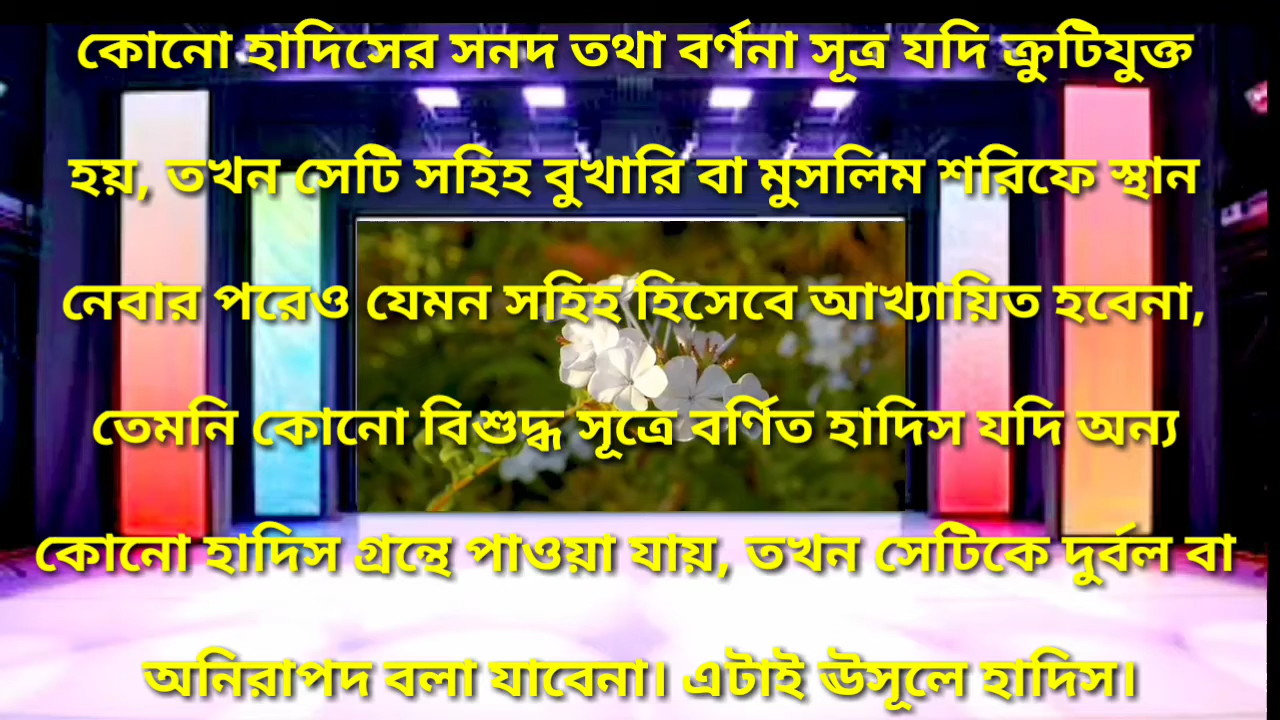 কোনো হাদিসের সনদ তথা বর্ণনা সূত্র যদি ক্রুটিযুক্ত
হয়, তখন সেটি সহিহ বুখারি বা মুসলিম শরিফে স্থান
নেবার পরেও যেমন সহিহ হিসেবে আখ্যায়িত হবেনা,
তেমনি কোনো বিশুদ্ধ সূত্রে বর্ণিত হাদিস যদি অন্য
কোনো হাদিস গ্রন্থে পাওয়া যায়, তখন সেটিকে দুর্বল বা
অনিরাপদ বলা যাবেনা। এটাই ঊসূলে হাদিস।